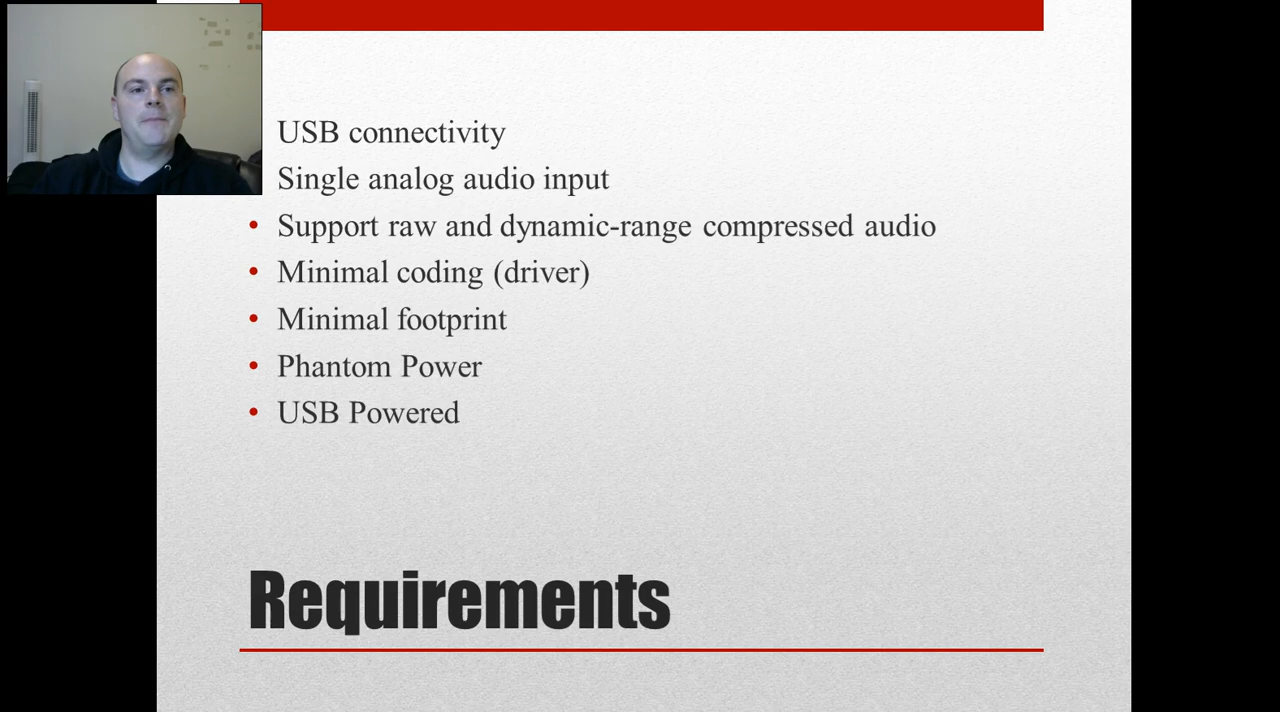 USB connectivity
Single analog audio input
• Support raw and dynamic-range compressed audio
• Minimal coding (driver)
• Minimal footprint
• Phantom Power
• USB Powered
Requirements